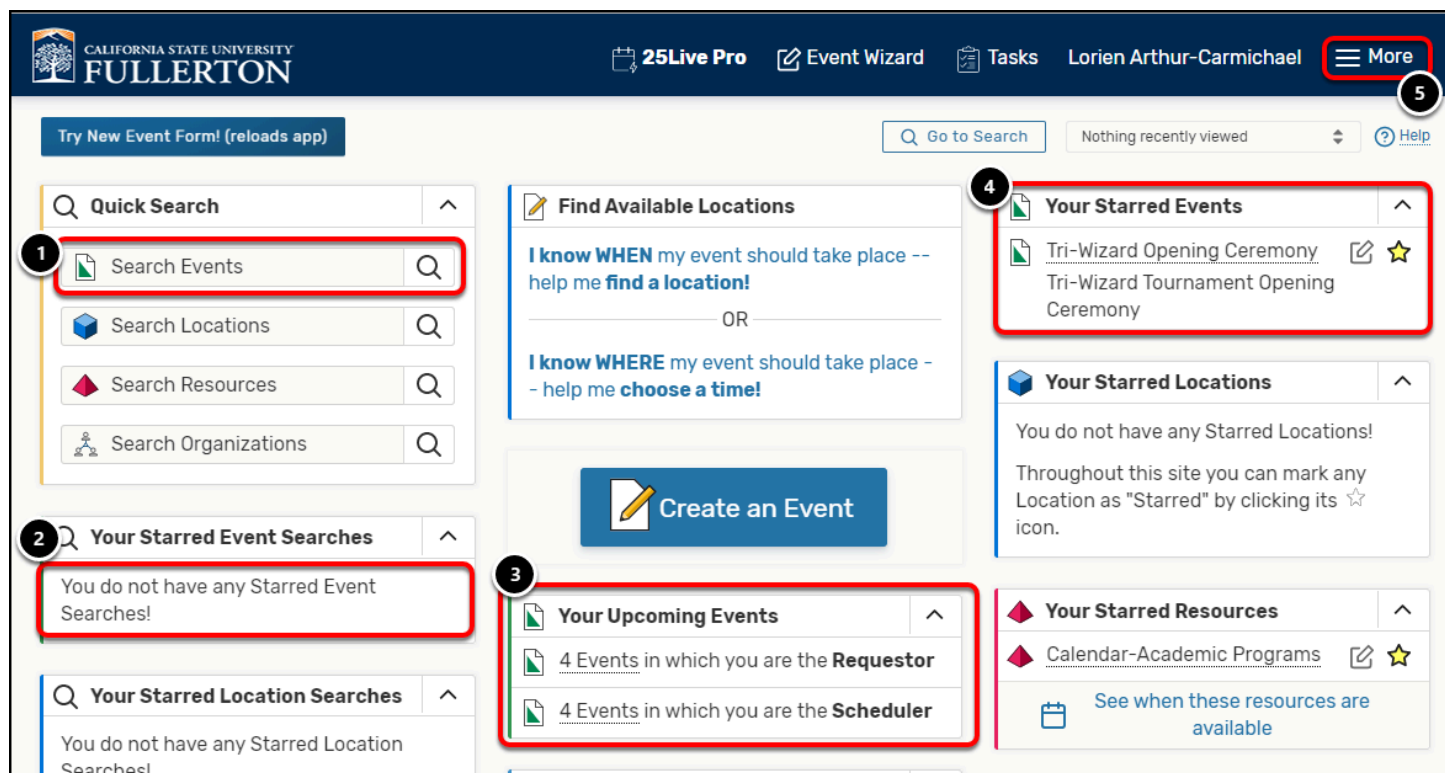 CALIFORNIA STATE UNIVERSITY
FULLERTON
25Live Pro
Event Wizard
Tasks
Lorien Arthur-Carmichael
More
5
Try New Event Form! (reloads app)
Go to Search
Nothing recently viewed
Help
Quick Search
1
Search Events
Search Locations
Search Resources
Search Organizations
2
Your Starred Event Searches
You do not have any Starred Event
Searches!
Your Starred Location Searches
You do not have any Starred Location
Searches!
Find Available Locations
I know WHEN my event should take place --
help me find a location!
OR
I know WHERE my event should take place -
- help me choose a time!
Create an Event
3
Your Upcoming Events
4 Events in which you are the Requestor
4 Events in which you are the Scheduler
4
Your Starred Events
Tri-Wizard Opening Ceremony
Tri-Wizard Tournament Opening
Ceremony
Your Starred Locations
You do not have any Starred Locations!
Throughout this site you can mark any
Location as "Starred" by clicking its
icon.
Your Starred Resources
Calendar-Academic Programs
See when these resources are
available